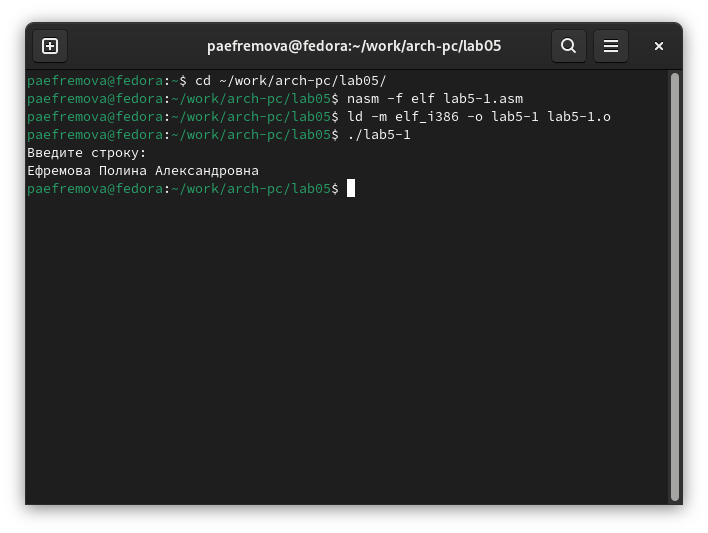 paefremova@fedora:~/work/arch-pc/lab05
paefremova@fedora:~$ cd ~/work/arch-pc/lab05/
paefremova@fedora:~/work/arch-pc/lab05$ nasm -f elf lab5-1.asm
paefremova@fedora:~/work/arch-pc/lab05$ ld -m elf_i386 -o lab5-1 lab5-1.o
paefremova@fedora:~/work/arch-pc/lab05$ ./lab5-1
Введите строку:
Ефремова Полина Александровна
paefremova@fedora:~/work/arch-pc/lab05$